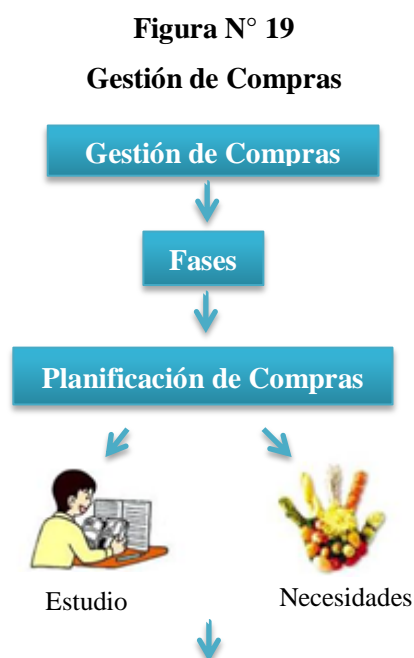 Figura N° 19
Gestión de Compras
Gestión de Compras
Fases
Planificación de Compras
Estudio
Necesidades